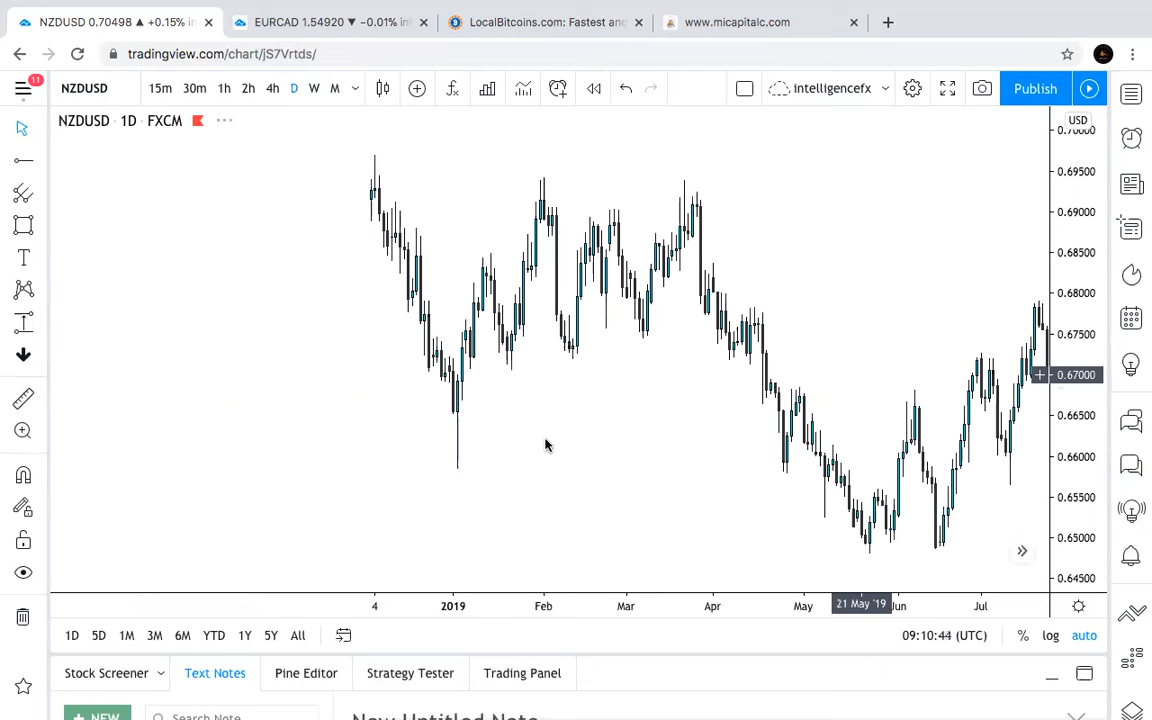 NZDUSD 0.70498 ▲ +0.15% in
EURCAD 1.54920 ▼ −0.01% in
LocalBitcoins.com: Fastest and
www.micapitalc.com
tradingview.com/chart/jS7Vrtds/
11
NZDUSD
15m 30m 1h 2h 4h D W M
intelligencefx
Publish
NZDUSD · 1D · FXCM
USD
0.70000
0.69500
0.69000
0.68500
0.68000
0.67500
0.67000
0.66500
0.66000
0.65500
0.65000
0.64500
4 2019 Feb Mar Apr May 21 May '19 Jun Jul
1D 5D 1M 3M 6M YTD 1Y 5Y All
09:10:44 (UTC) % log auto
Stock Screener Text Notes Pine Editor Strategy Tester Trading Panel
NEW Search Note
New Untitled Note